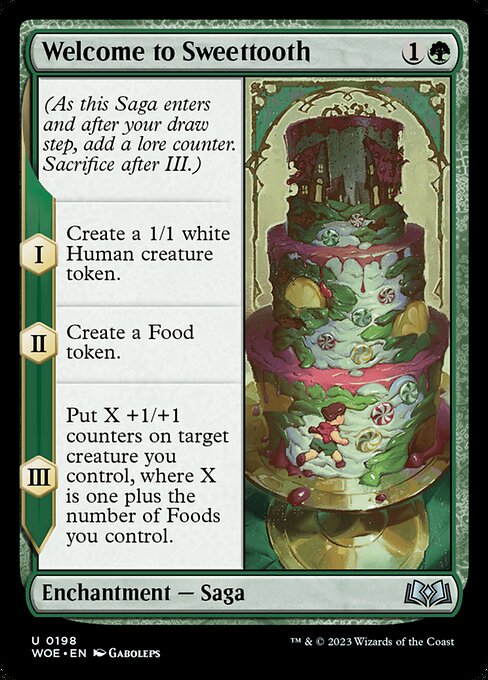 Welcome to Sweettooth 1
(As this Saga enters
and after your draw
step, add a lore counter.
Sacrifice after III.)
I
Create a 1/1 white
Human creature
token.
II
Create a Food
token.
III
Put X +1/+1
counters on target
creature you
control, where X
is one plus the
number of Foods
you control.
Enchantment — Saga
U 0198
WOE • EN Gaboleps
™ & © 2023 Wizards of the Coast